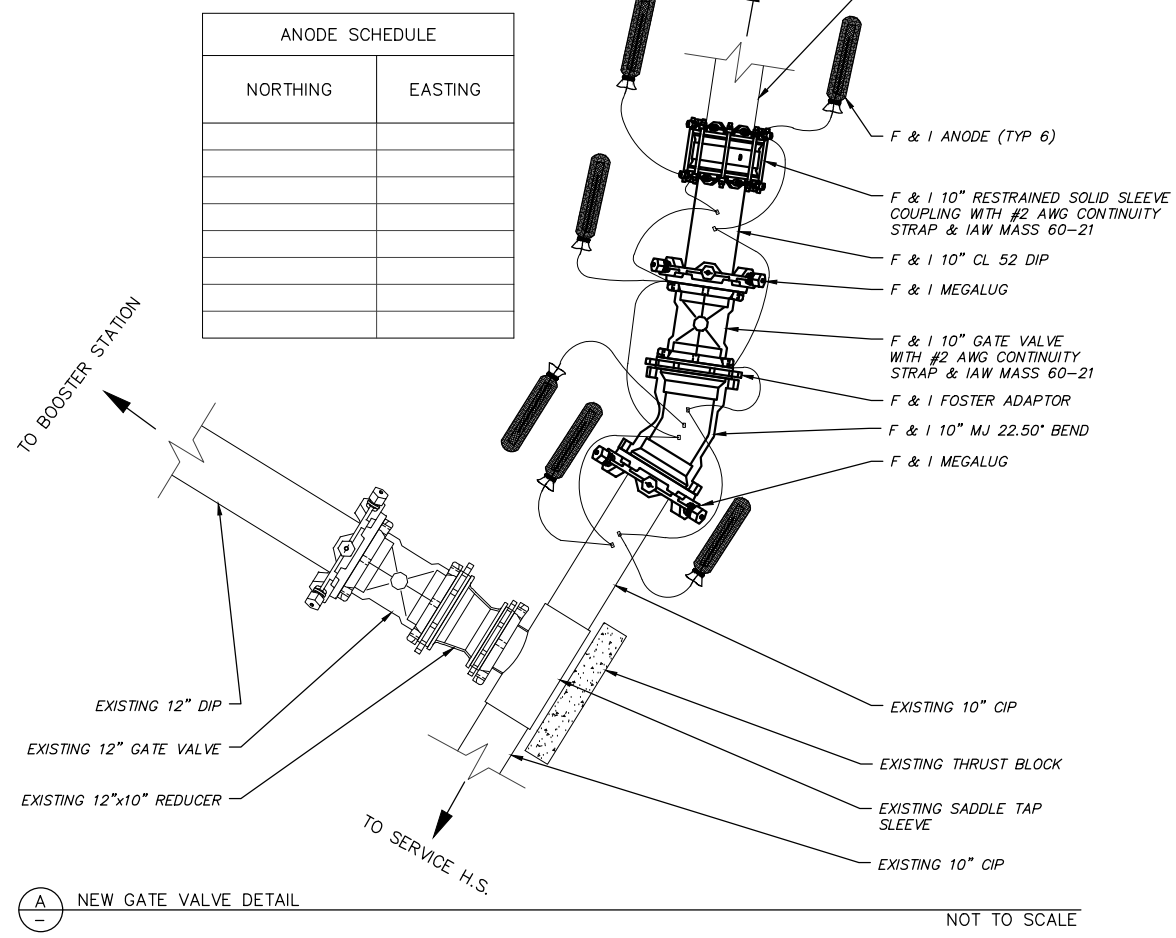 ANODE SCHEDULE
NORTHING
EASTING
F & I ANODE (TYP 6)
F & I 10" RESTRAINED SOLID SLEEVE
COUPLING WITH #2 AWG CONTINUITY
STRAP & IAW MASS 60-21
F & I 10" CL 52 DIP
F & I MEGALUG
F & I 10" GATE VALVE
WITH #2 AWG CONTINUITY
STRAP & IAW MASS 60-21
F & I FOSTER ADAPTOR
F & I 10" MJ 22.50° BEND
F & I MEGALUG
TO BOOSTER STATION
EXISTING 12" DIP
EXISTING 12" GATE VALVE
EXISTING 12"x10" REDUCER
EXISTING 10" CIP
EXISTING THRUST BLOCK
EXISTING SADDLE TAP
SLEEVE
EXISTING 10" CIP
TO SERVICE H.S.
A
-
NEW GATE VALVE DETAIL
NOT TO SCALE